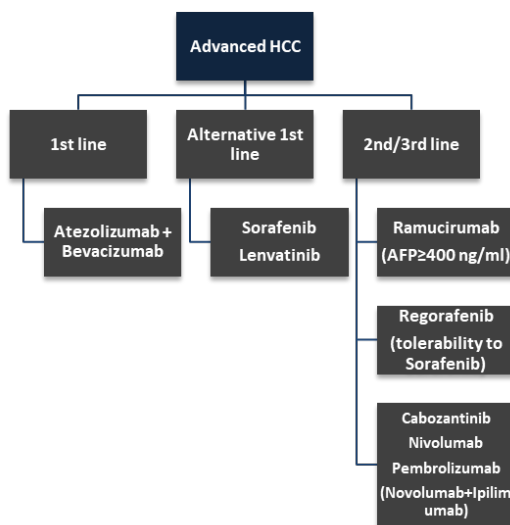 Advanced HCC
1st line
Alternative 1st
line
2nd/3rd line
Atezolizumab +
Bevacizumab
Sorafenib
Lenvatinib
Ramucirumab
(AFP≥400 ng/ml)
Regorafenib
(tolerability to
Sorafenib)
Cabozantinib
Nivolumab
Pembrolizumab
(Novolumab+Ipilim
umab)